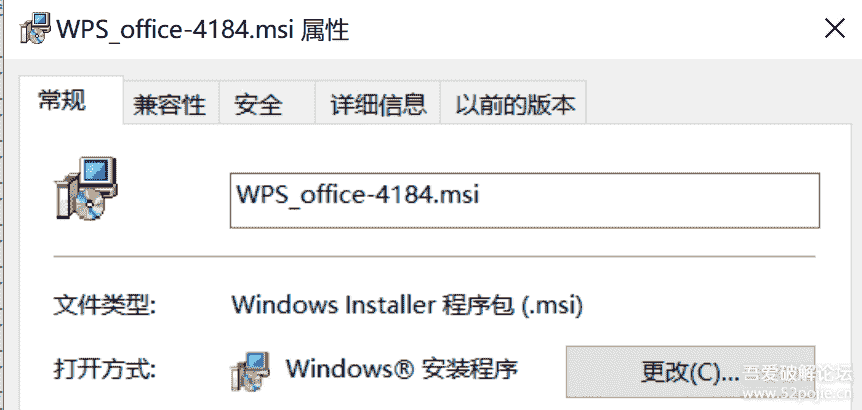 WPS_office-4184.msi 属性
常规 兼容性 安全 详细信息 以前的版本
WPS_office-4184.msi
文件类型: Windows Installer 程序包 (.msi)
打开方式: Windows® 安装程序 更改(C)...
吾爱破解论坛
www.52pojie.cn